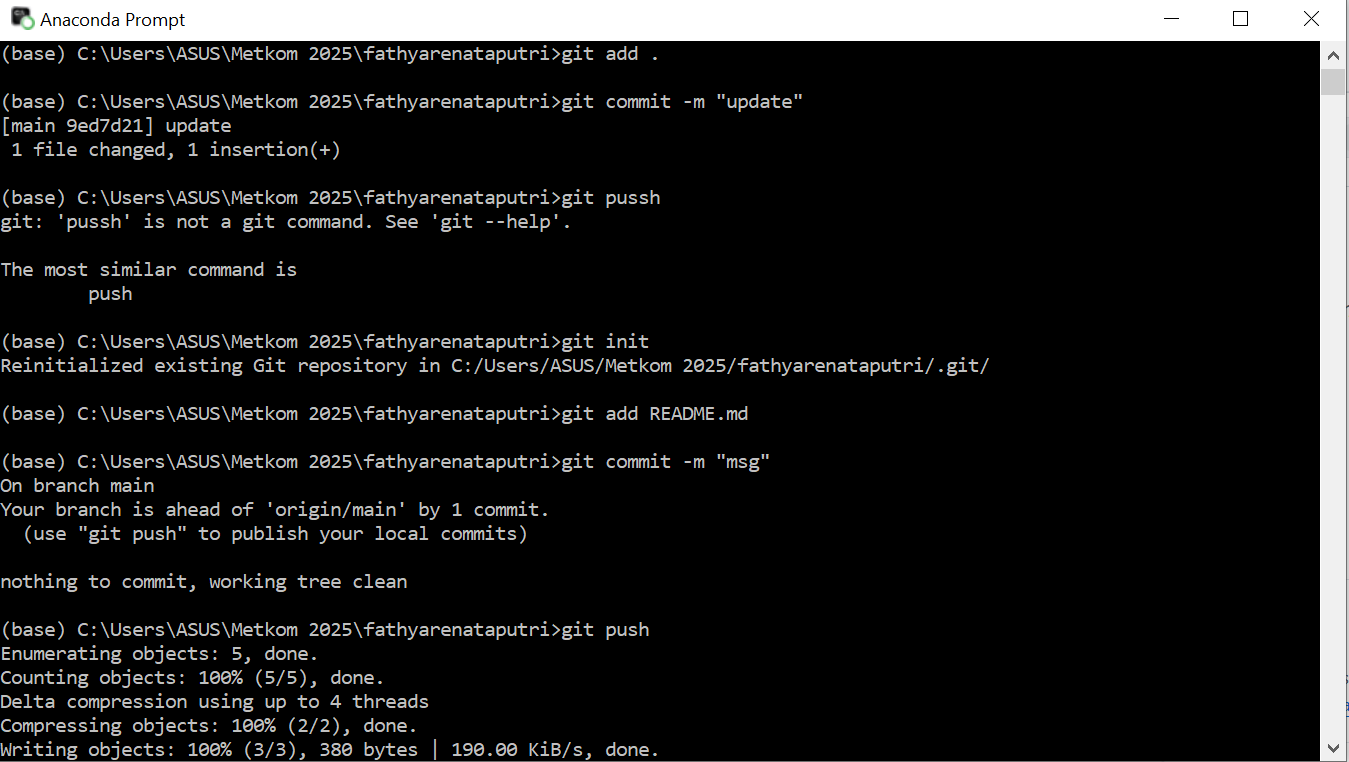 Anaconda Prompt
(base) C:\Users\ASUS\Metkom 2025\fathyarenataputri>git add .
(base) C:\Users\ASUS\Metkom 2025\fathyarenataputri>git commit -m "update"
[main 9ed7d21] update
 1 file changed, 1 insertion(+)
(base) C:\Users\ASUS\Metkom 2025\fathyarenataputri>git pussh
git: 'pussh' is not a git command. See 'git --help'.
The most similar command is
        push
(base) C:\Users\ASUS\Metkom 2025\fathyarenataputri>git init
Reinitialized existing Git repository in C:/Users/ASUS/Metkom 2025/fathyarenataputri/.git/
(base) C:\Users\ASUS\Metkom 2025\fathyarenataputri>git add README.md
(base) C:\Users\ASUS\Metkom 2025\fathyarenataputri>git commit -m "msg"
On branch main
Your branch is ahead of 'origin/main' by 1 commit.
  (use "git push" to publish your local commits)
nothing to commit, working tree clean
(base) C:\Users\ASUS\Metkom 2025\fathyarenataputri>git push
Enumerating objects: 5, done.
Counting objects: 100% (5/5), done.
Delta compression using up to 4 threads
Compressing objects: 100% (2/2), done.
Writing objects: 100% (3/3), 380 bytes | 190.00 KiB/s, done.